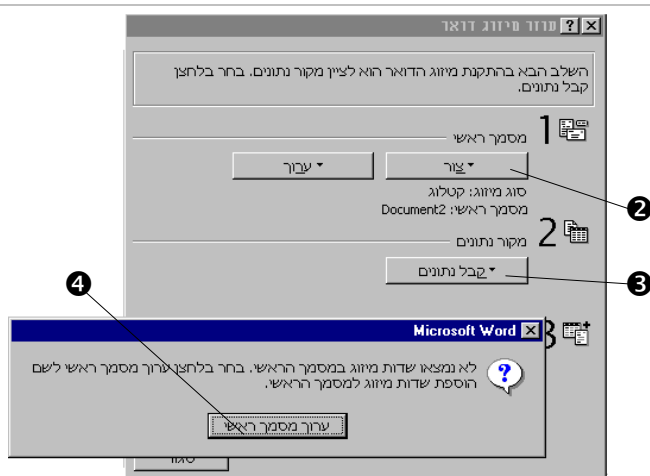 עוזר מיזוג דואר
השלב הבא בהתקנת מיזוג הדואר הוא לציין מקור נתונים. בחר בלחצן
קבל נתונים.
1 מסמך ראשי
צור ערוך
סוג מיזוג: קטלוג
מסמך ראשי: Document2
2 מקור נתונים
קבל נתונים
3
Microsoft Word
לא נמצאו שדות מיזוג במסמך הראשי. בחר בלחצן ערוך מסמך ראשי לשם
הוספת שדות מיזוג למסמך הראשי.
ערוך מסמך ראשי
סגור
2
3
4